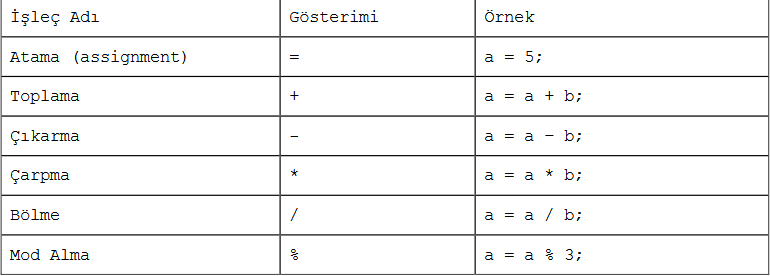 İşleç Adı Gösterimi Örnek
Atama (assignment) = a = 5;
Toplama + a = a + b;
Çıkarma - a = a - b;
Çarpma * a = a * b;
Bölme / a = a / b;
Mod Alma % a = a % 3;